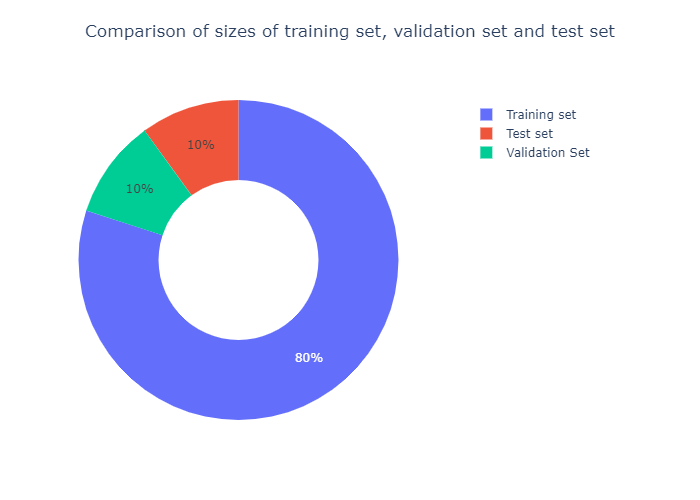 Comparison of sizes of training set, validation set and test set
Training set
Test set
Validation Set
10%
10%
80%